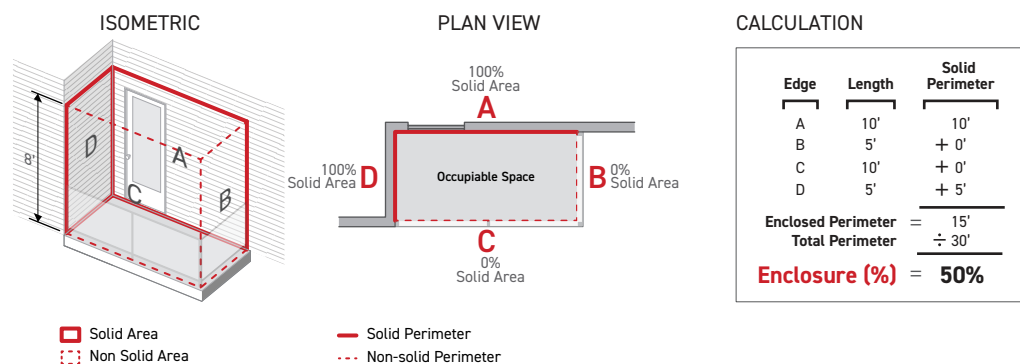 ISOMETRIC
8'
D
A
C
B
Solid Area
Non Solid Area
PLAN VIEW
100%
Solid Area
A
100%
Solid Area
D
Occupiable Space
B
0%
Solid Area
C
0%
Solid Area
Solid Perimeter
Non-solid Perimeter
CALCULATION
Edge Length Solid Perimeter
A 10' 10'
B 5' + 0'
C 10' + 0'
D 5' + 5'
Enclosed Perimeter = 15'
Total Perimeter ÷ 30'
Enclosure (%) = 50%